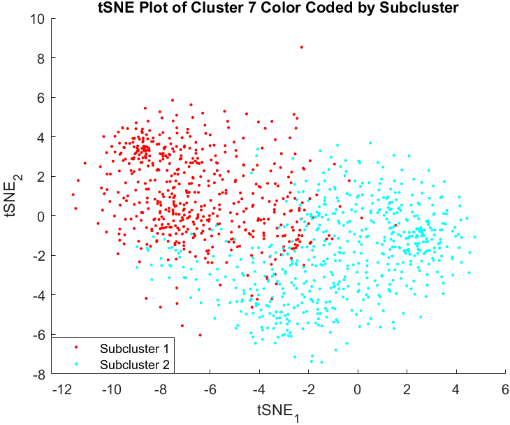 tSNE Plot of Cluster 7 Color Coded by Subcluster
10
8
6
4
2
0
-2
-4
-6
-8
tSNE2
Subcluster 1
Subcluster 2
-12 -10 -8 -6 -4 -2 0 2 4 6
tSNE1